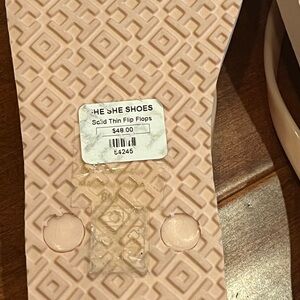 HE SHE SHOES
Solid Thin Flip Flops
$48.00
54245